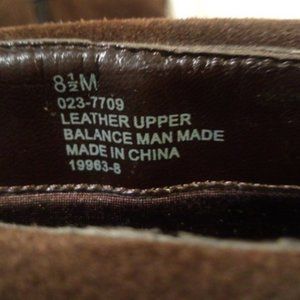 8½M
023-7709
LEATHER UPPER
BALANCE MAN MADE
MADE IN CHINA
19963-8